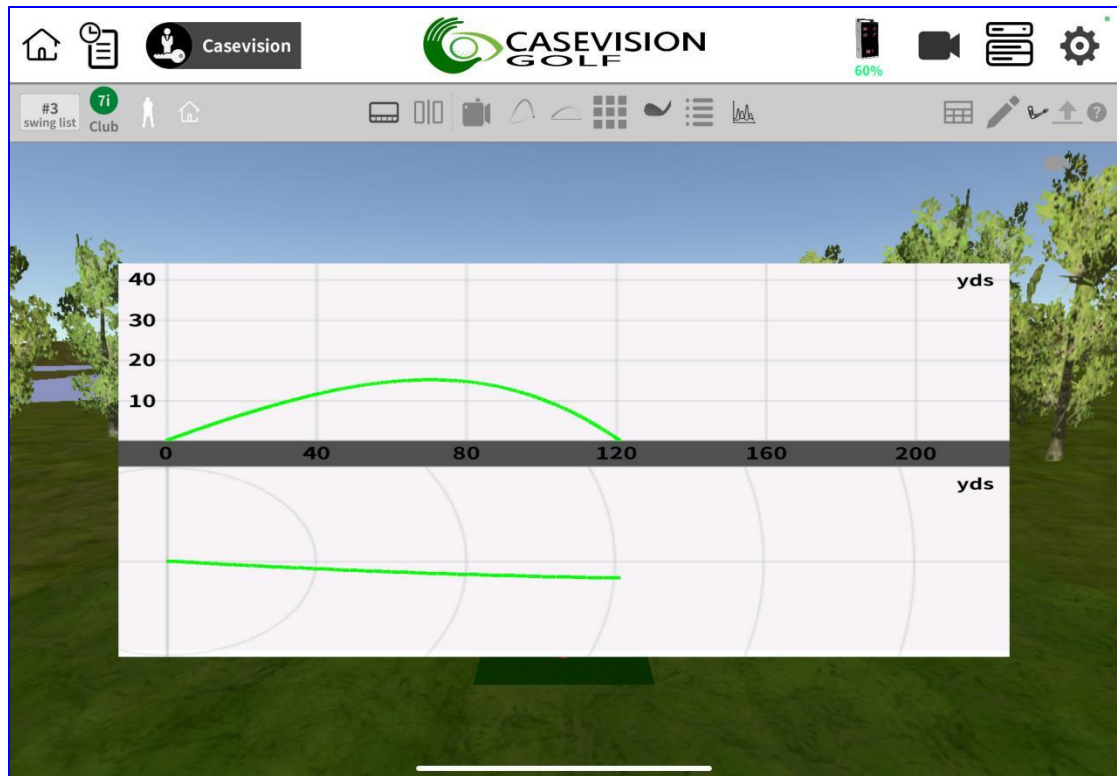 Casevision
CASEVISION
GOLF
60%
#3
swing list
7i
Club
?
40
yds
30
20
10
0 40 80 120 160 200
yds